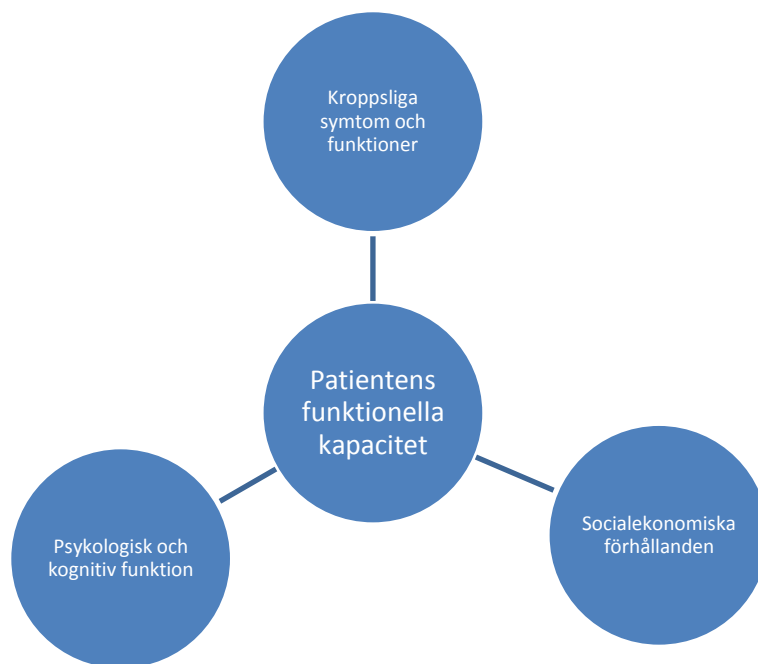 Kroppsliga
symtom och
funktioner
Patientens
funktionella
kapacitet
Psykologisk och
kognitiv funktion
Socialekonomiska
förhållanden